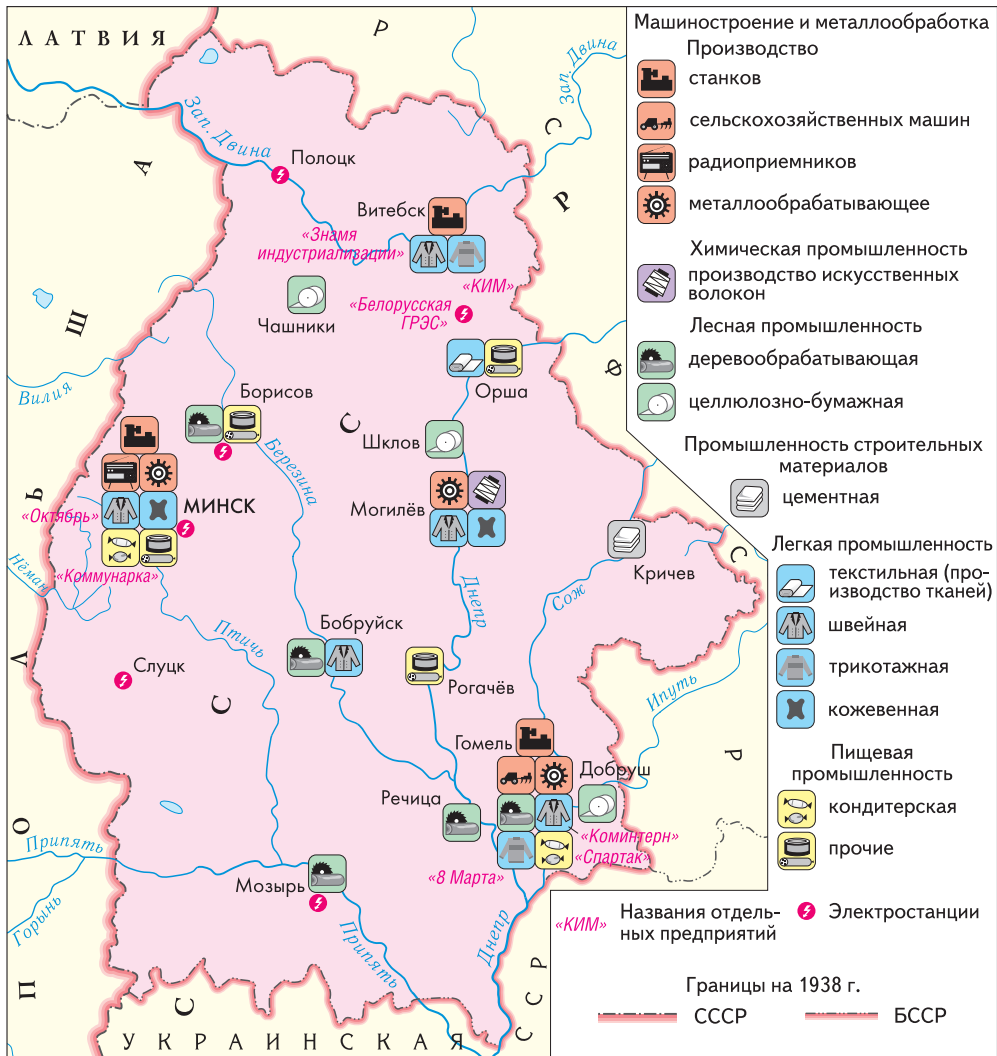 ЛАТВИЯ
Р
С
Ф
С
Р
Зап. Двина
Зап. Двина
А
Полоцк
Р
Витебск
«Знамя
индустриализации»
«КИМ»
Ш
Чашники
«Белорусская
ГРЭС»
Вилия
Борисов
Орша
С
Шклов
Березина
Ь
МИНСК
«Октябрь»
Могилёв
«Коммунарка»
Кричев
Нёман
Днепр
Сож
Л
Птичь
Бобруйск
Слуцк
Рогачёв
Ипуть
С
Гомель
Добруш
Речица
«Коминтерн»
«Спартак»
«8 Марта»
О
Припять
Мозырь
Горынь
Припять
Днепр
П
С
ССР
УКРАИНСКАЯ
Машиностроение и металлообработка
Производство
станков
сельскохозяйственных машин
радиоприемников
металлообрабатывающее
Химическая промышленность
производство искусственных
волокон
Лесная промышленность
деревообрабатывающая
целлюлозно-бумажная
Промышленность строительных
материалов
цементная
Легкая промышленность
текстильная (про-
изводство тканей)
швейная
трикотажная
кожевенная
Пищевая
промышленность
кондитерская
прочие
«КИМ» Названия отдель-
ных предприятий
Электростанции
Границы на 1938 г.
СССР
БССР